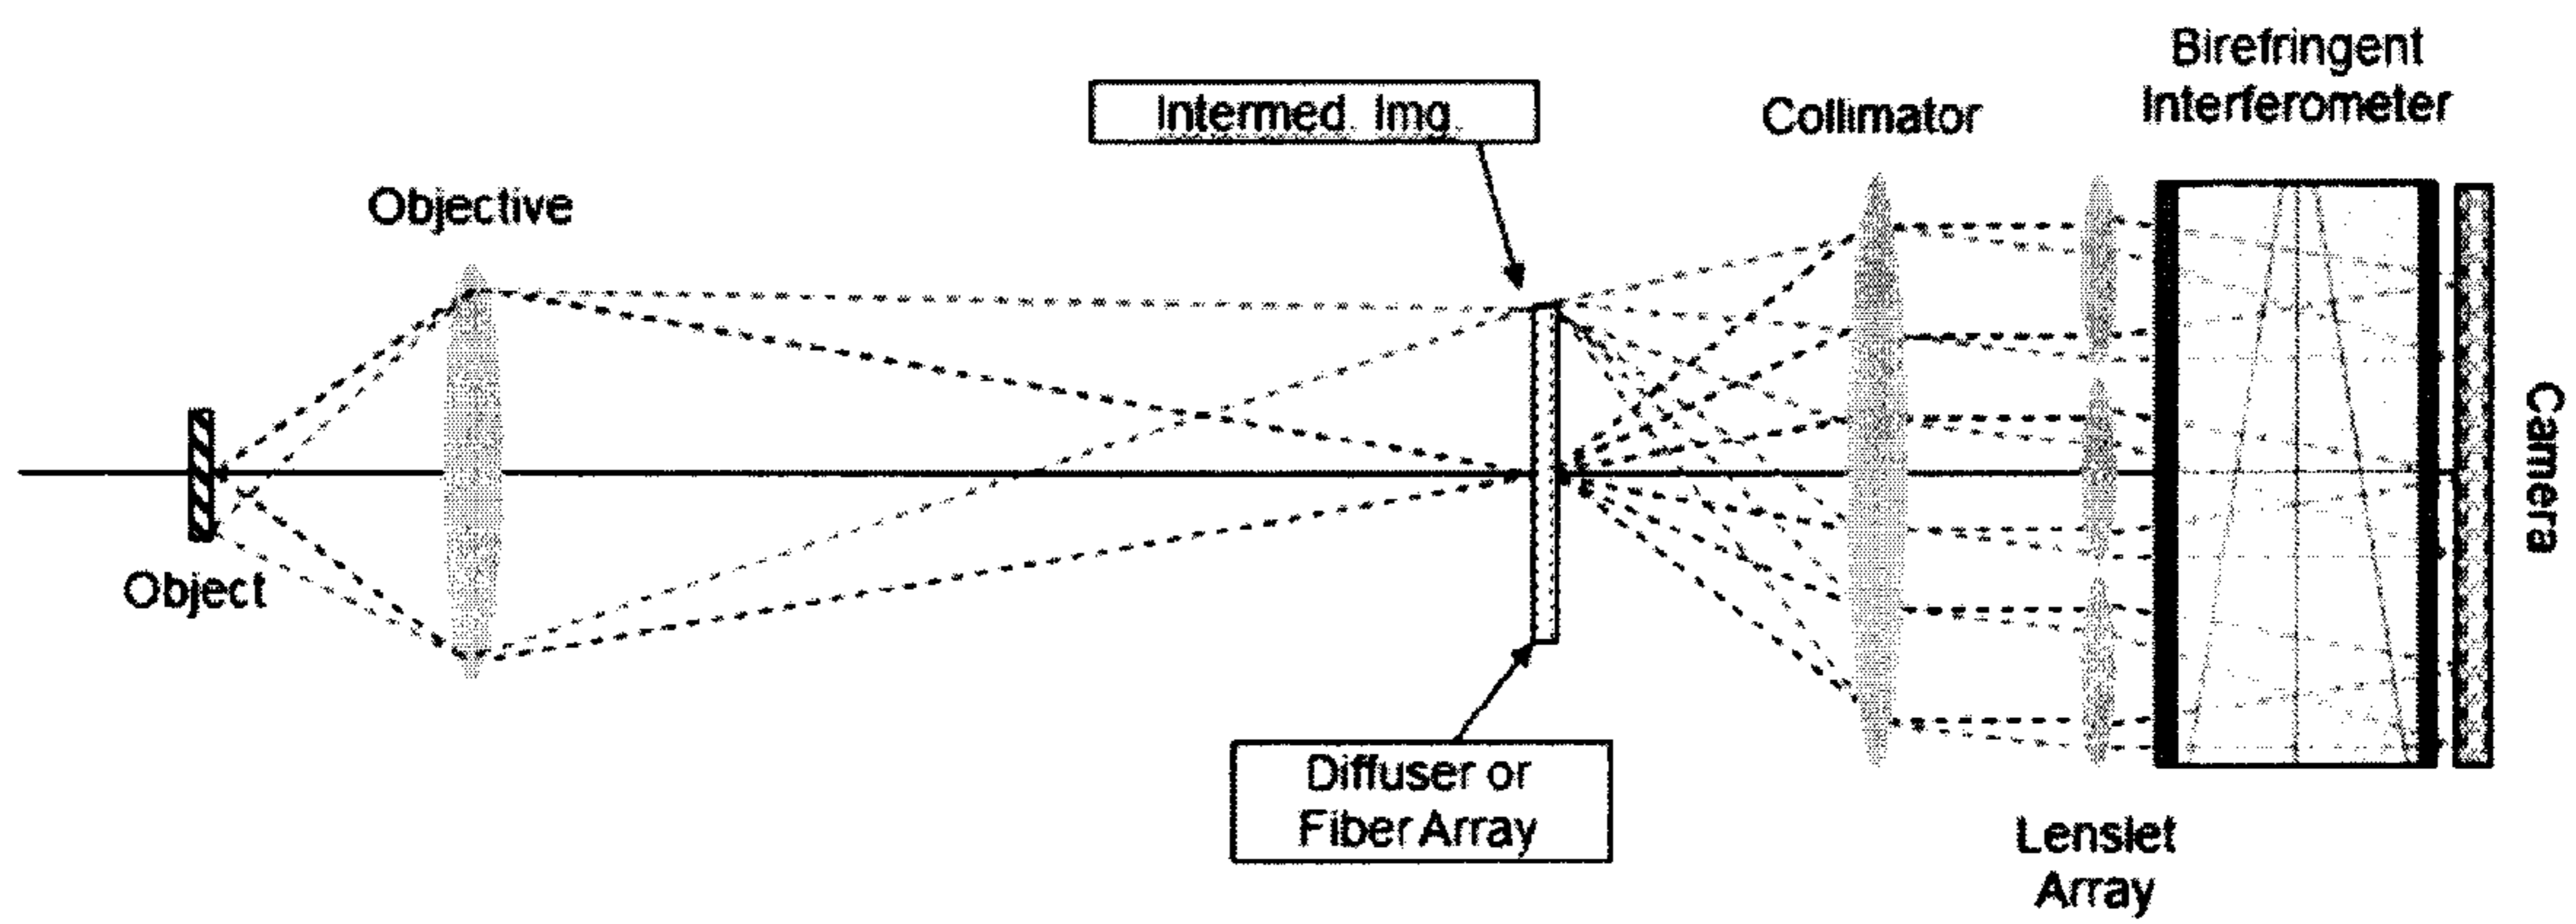 Birefringent
Interferometer
Intermed. Img.
Collimator
Objective
Camera
Object
Diffuser or
Fiber Array
Lenslet
Array